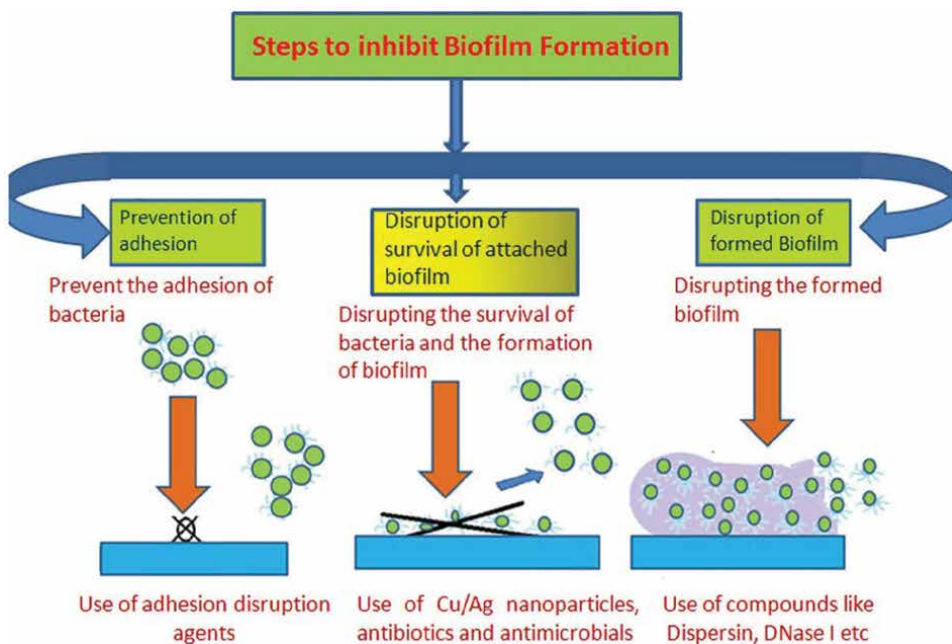 Steps to inhibit Biofilm Formation
Prevention of
adhesion
Prevent the adhesion of
bacteria
Use of adhesion disruption
agents
Disruption of
survival of attached
biofilm
Disrupting the survival of
bacteria and the formation
of biofilm
Use of Cu/Ag nanoparticles,
antibiotics and antimicrobials
Disruption of
formed Biofilm
Disrupting the formed
biofilm
Use of compounds like
Dispersin, DNase I etc